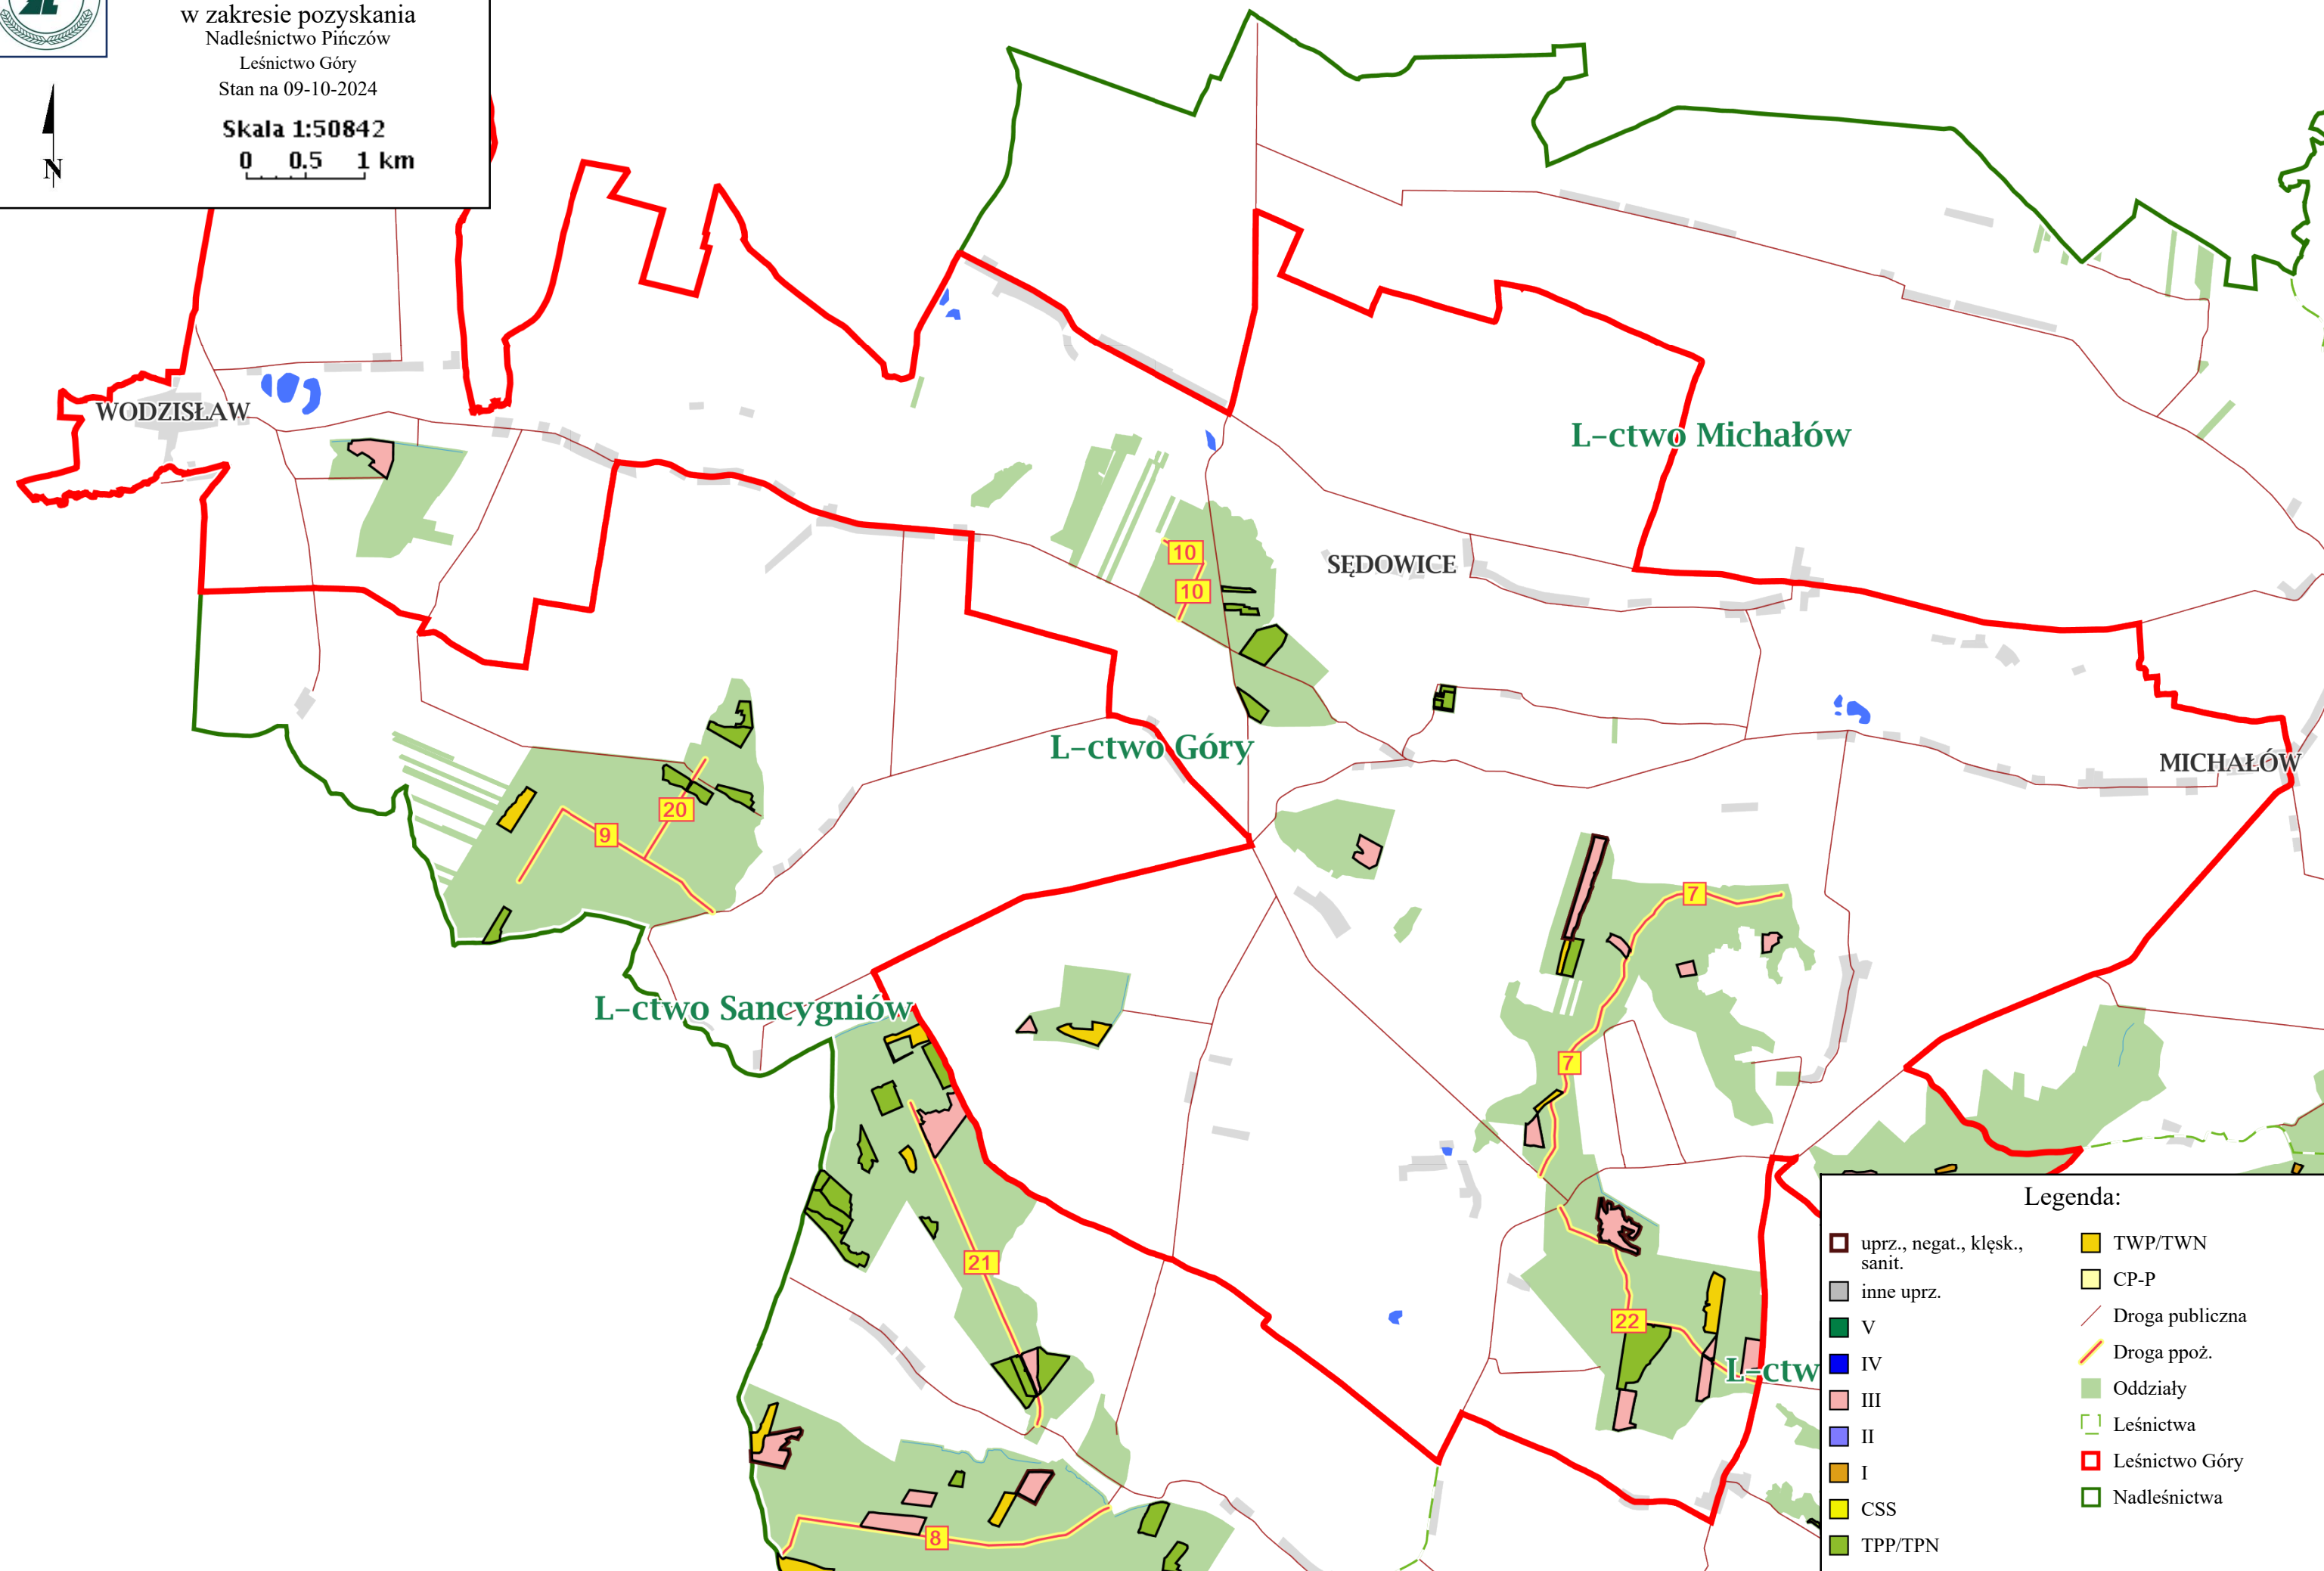 w zakresie pozyskania
Nadleśnictwo Pińczów
Leśnictwo Góry
Stan na 09-10-2024
Skala 1:50842
0 0.5 1 km
N
WODZISŁAW
L-ctwo Michałów
10
SĘDOWICE
10
L-ctwo Góry
MICHAŁÓW
20
9
7
L-ctwo Sancygniów
7
21
22
L-ctw
8
Legenda:
uprz., negat., klęsk.,
sanit.
inne uprz.
V
IV
III
II
I
CSS
TPP/TPN
TWP/TWN
CP-P
Droga publiczna
Droga ppoż.
Oddziały
Leśnictwa
Leśnictwo Góry
Nadleśnictwa